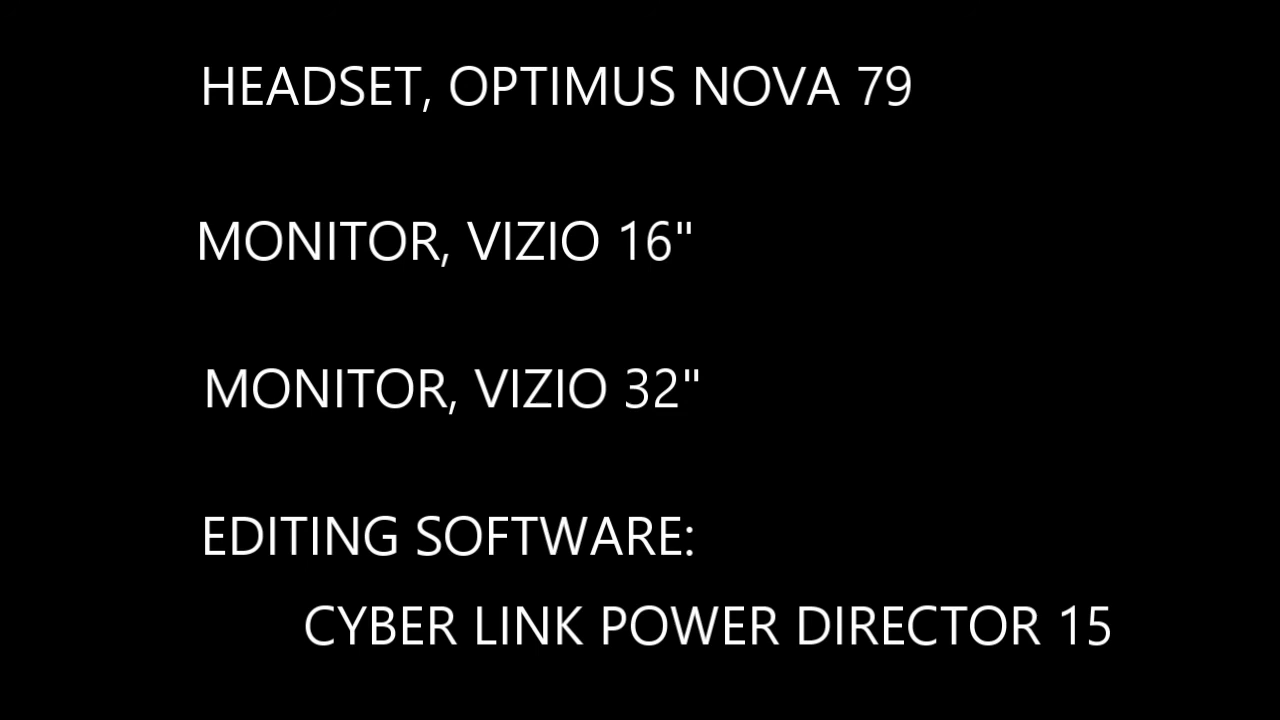 HEADSET, OPTIMUS NOVA 79
MONITOR, VIZIO 16"
MONITOR, VIZIO 32"
EDITING SOFTWARE:
CYBER LINK POWER DIRECTOR 15